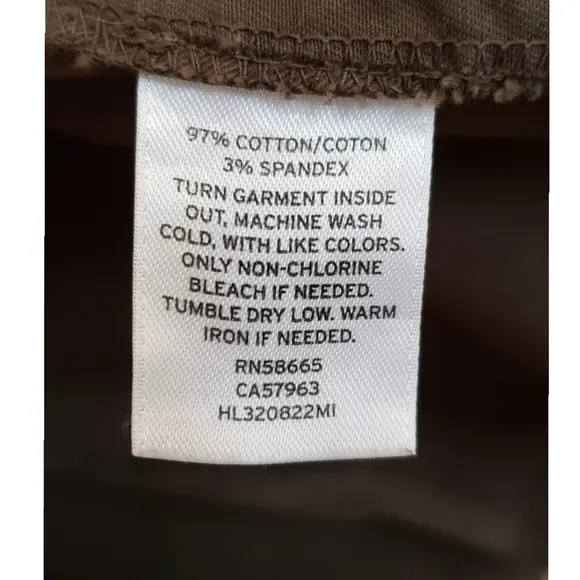 97% COTTON/COTON
3% SPANDEX
TURN GARMENT INSIDE
OUT, MACHINE WASH
COLD, WITH LIKE COLORS.
ONLY NON-CHLORINE
BLEACH IF NEEDED.
TUMBLE DRY LOW. WARM
IRON IF NEEDED.
RN58665
CA57963
HL320822MI